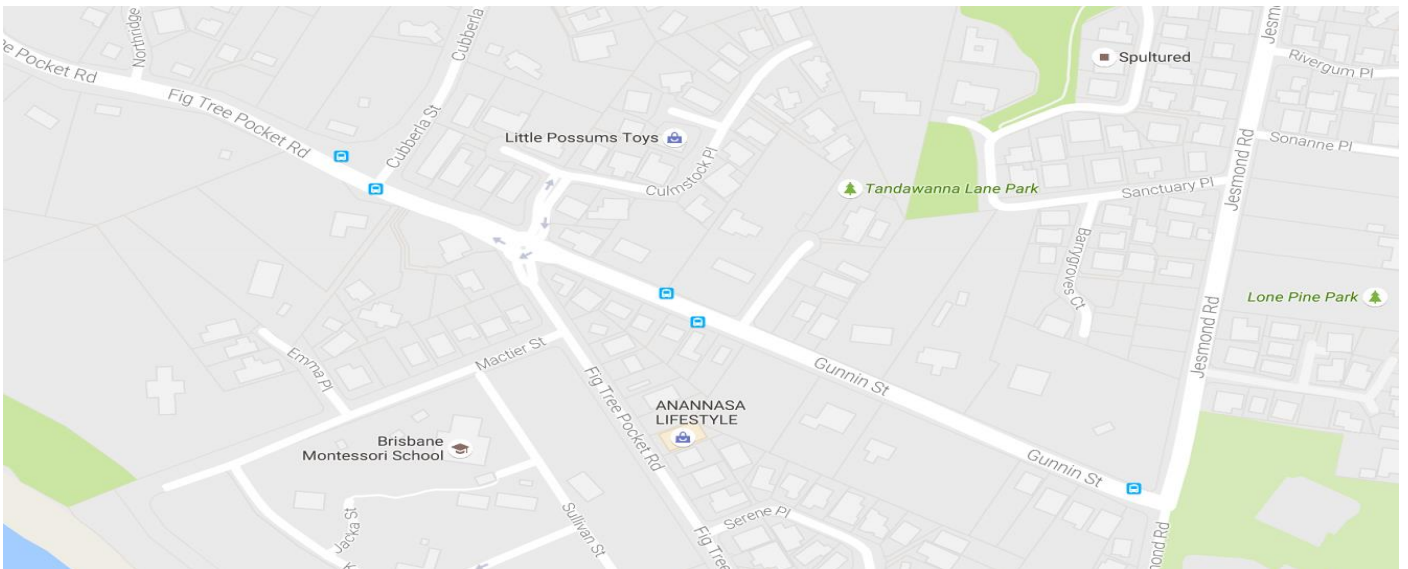 Northridge
Cubberla
Jesm
e Pocket Rd
Spultured
Rivergum Pl
Fig Tree Pocket Rd
Cubberla St
Little Possums Toys
Culmstock Pl
Jesmond Rd
Sonanne Pl
Tandawanna Lane Park
Sanctuary Pl
Barrygroves Ct
Lone Pine Park
Emma Pl
Mactier St
Jesmond Rd
Fig Tree Pocket Rd
Gunnin St
ANANNASA
LIFESTYLE
Brisbane
Montessori School
Gunnin St
Jacka St
Sullivan St
Serene Pl
Fig Tree
mond Rd
K